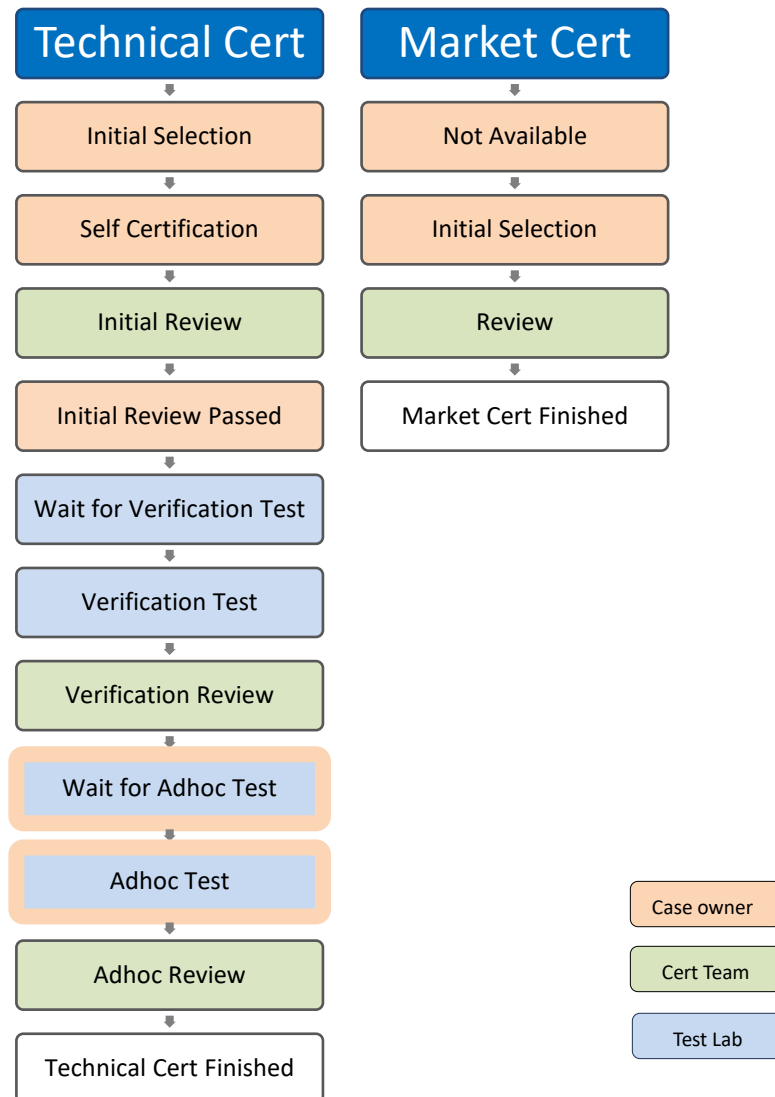 Technical Cert
Initial Selection
Self Certification
Initial Review
Initial Review Passed
Wait for Verification Test
Verification Test
Verification Review
Wait for Adhoc Test
Adhoc Test
Adhoc Review
Technical Cert Finished
Market Cert
Not Available
Initial Selection
Review
Market Cert Finished
Case owner
Cert Team
Test Lab